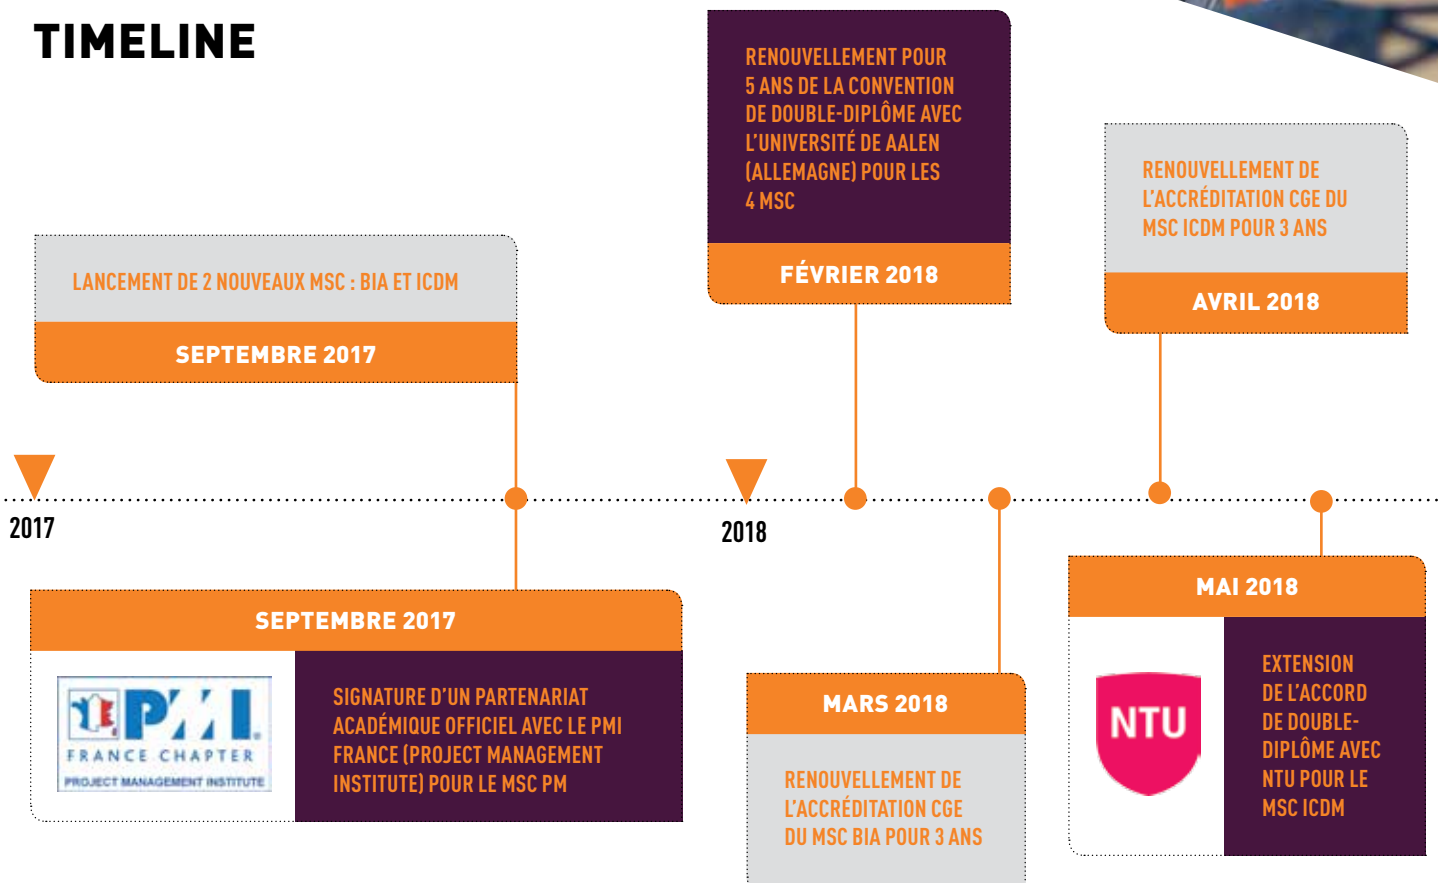 TIMELINE
RENOUVELLEMENT POUR
5 ANS DE LA CONVENTION
DE DOUBLE-DIPLÔME AVEC
L'UNIVERSITÉ DE AALEN
(ALLEMAGNE) POUR LES
4 MSC
FÉVRIER 2018
RENOUVELLEMENT DE
L'ACCRÉDITATION CGE DU
MSC ICDM POUR 3 ANS
AVRIL 2018
LANCEMENT DE 2 NOUVEAUX MSC : BIA ET ICDM
SEPTEMBRE 2017
2017
2018
SEPTEMBRE 2017
PMI
FRANCE CHAPTER
PROJECT MANAGEMENT INSTITUTE
SIGNATURE D'UN PARTENARIAT
ACADÉMIQUE OFFICIEL AVEC LE PMI
FRANCE (PROJECT MANAGEMENT
INSTITUTE) POUR LE MSC PM
MARS 2018
RENOUVELLEMENT DE
L'ACCRÉDITATION CGE
DU MSC BIA POUR 3 ANS
MAI 2018
NTU
EXTENSION
DE L'ACCORD
DE DOUBLE-
DIPLÔME AVEC
NTU POUR LE
MSC ICDM